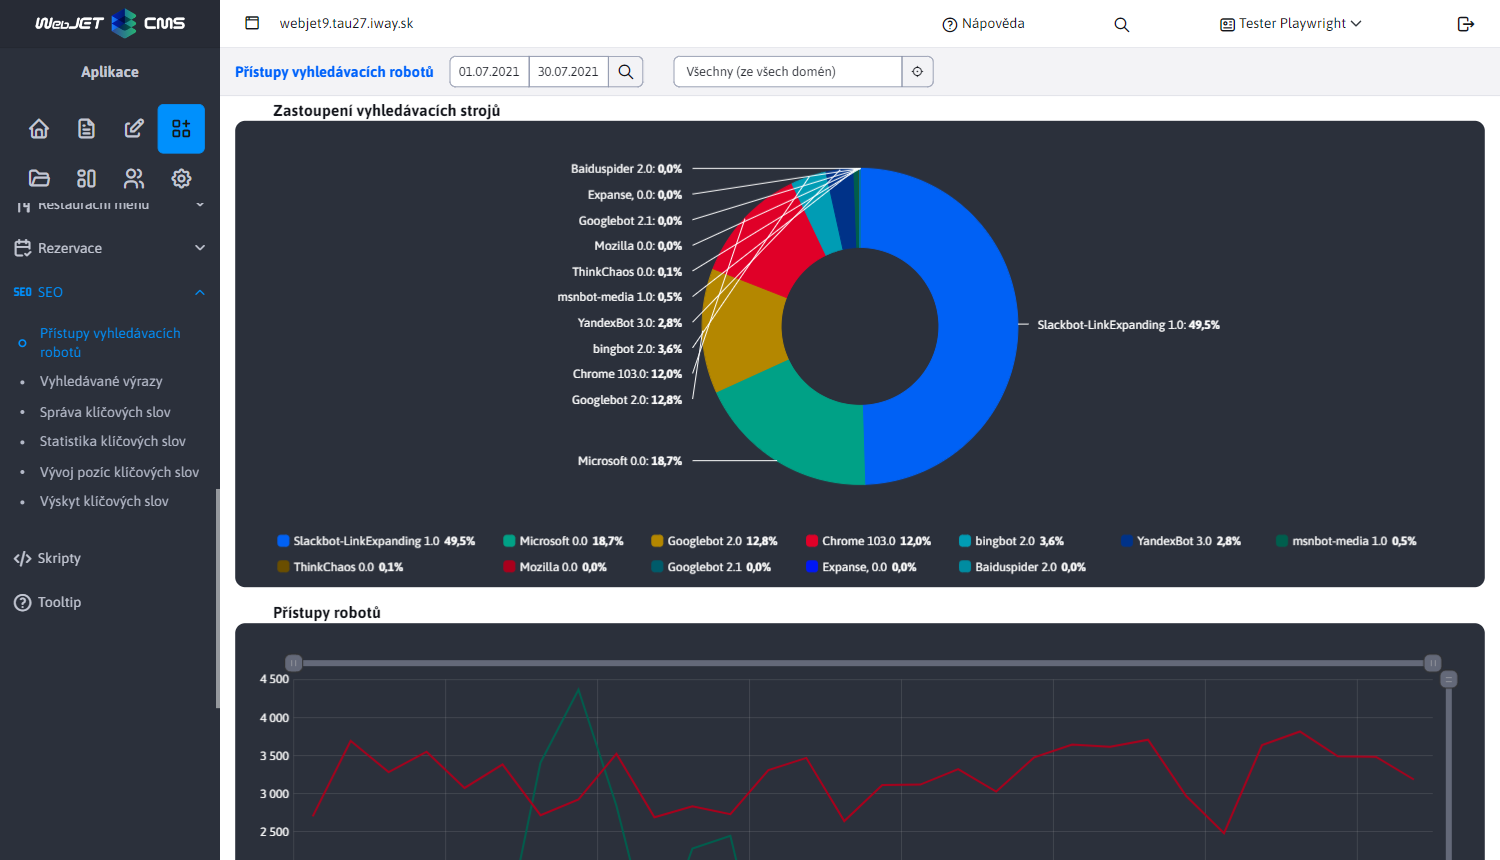 WebJET CMS
webjet9.tau27.iway.sk
Nápověda
Tester Playwright
Aplikace
Přístupy vyhledávacích robotů
01.07.2021
30.07.2021
Všechny (ze všech domén)
Restaurační menu
Rezervace
SEO SEO
Přístupy vyhledávacích
robotů
Vyhledávané výrazy
Správa klíčových slov
Statistika klíčových slov
Vývoj pozic klíčových slov
Výskyt klíčových slov
Skripty
Tooltip
Zastoupení vyhledávacích strojů
Baiduspider 2.0: 0,0%
Expanse, 0.0: 0,0%
Googlebot 2.1: 0,0%
Mozilla 0.0: 0,0%
ThinkChaos 0.0: 0,1%
msnbot-media 1.0: 0,5%
YandexBot 3.0: 2,8%
bingbot 2.0: 3,6%
Chrome 103.0: 12,0%
Googlebot 2.0: 12,8%
Microsoft 0.0: 18,7%
Slackbot-LinkExpanding 1.0: 49,5%
Slackbot-LinkExpanding 1.0 49,5%
Microsoft 0.0 18,7%
Googlebot 2.0 12,8%
Chrome 103.0 12,0%
bingbot 2.0 3,6%
YandexBot 3.0 2,8%
msnbot-media 1.0 0,5%
ThinkChaos 0.0 0,1%
Mozilla 0.0 0,0%
Googlebot 2.1 0,0%
Expanse, 0.0 0,0%
Baiduspider 2.0 0,0%
Přístupy robotů
4 500
4 000
3 500
3 000
2 500